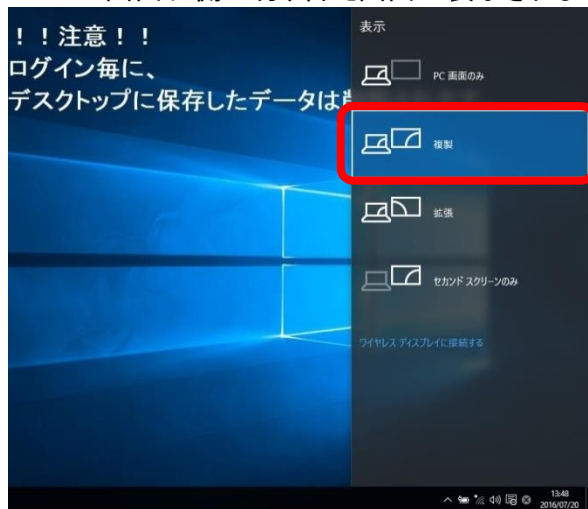 ！！注意！！
ログイン毎に、
デスクトップに保存したデータは
表示
PC 画面のみ
複製
拡張
セカンド スクリーンのみ
ワイヤレス ディスプレイに接続する
13:48
2016/07/20